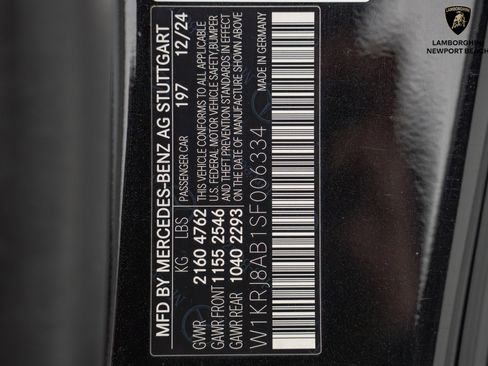 MFD BY MERCEDES-BENZ AG STUTTGART
KG LBS PASSENGER CAR 197 12/24
GVWR 2160 4762 THIS VEHICLE CONFORMS TO ALL APPLICABLE
GAWR FRONT 1155 2546 U.S. FEDERAL MOTOR VEHICLE SAFETY, BUMPER
GAWR REAR 1040 2293 AND THEFT PREVENTION STANDARDS IN EFFECT
ON THE DATE OF MANUFACTURE SHOWN ABOVE
MADE IN GERMANY
W1KRJ8AB1SF006334
LAMBORGHINI
NEWPORT BEACH